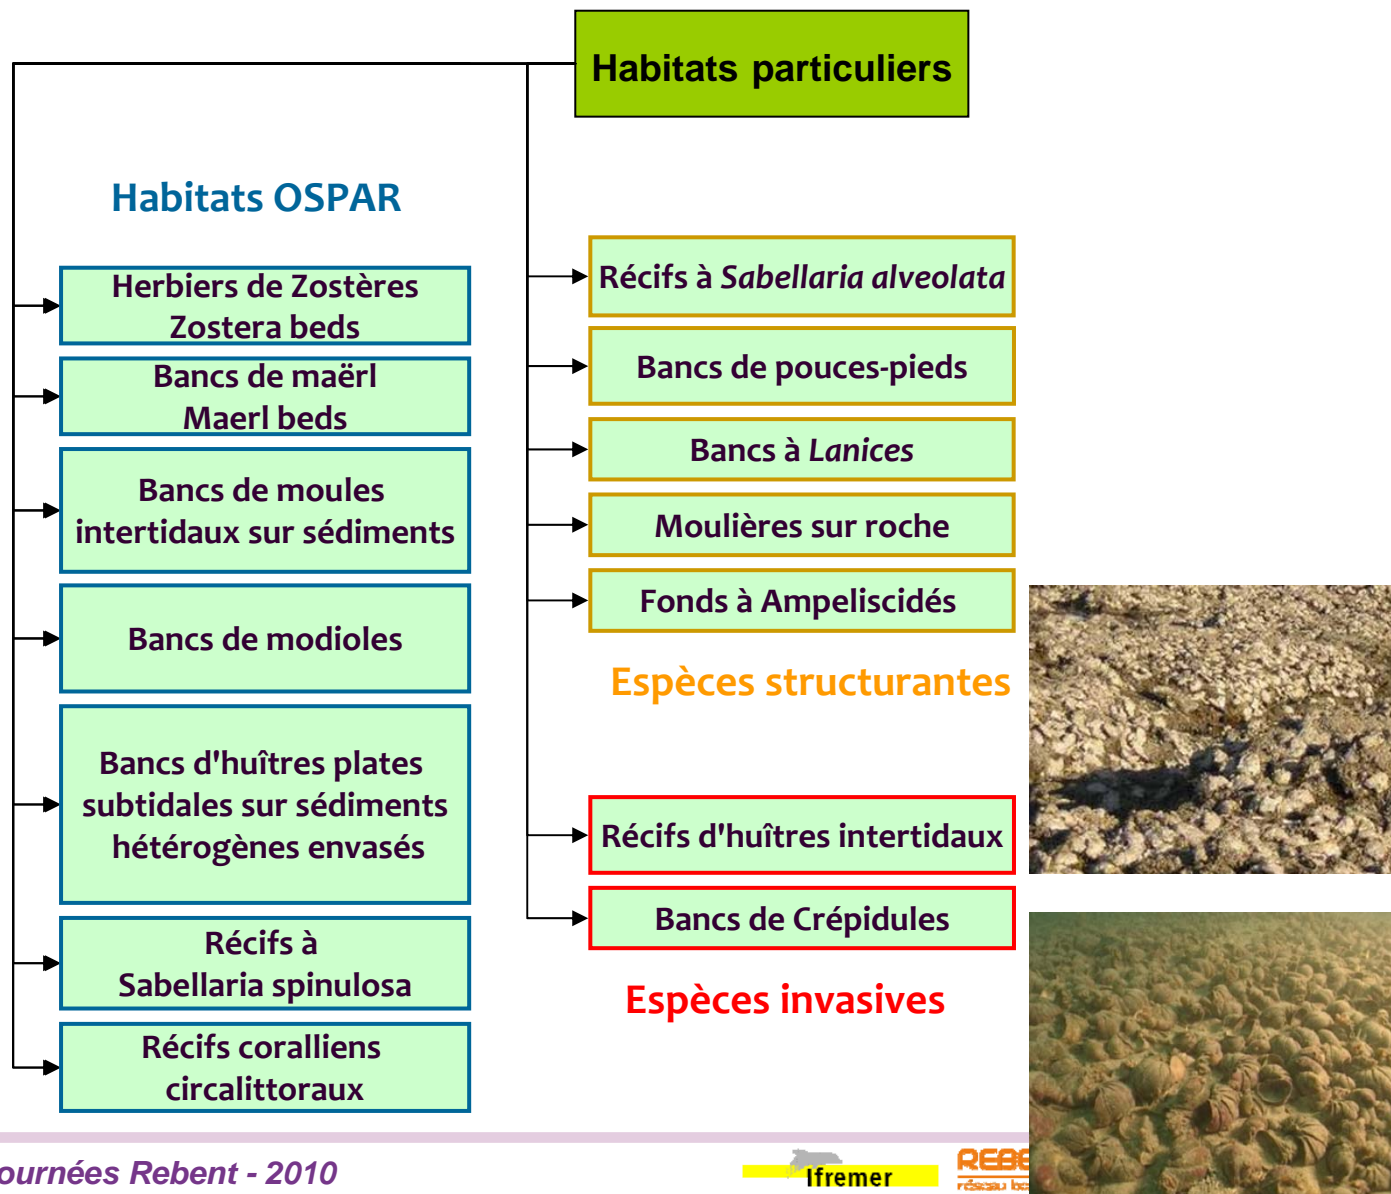 Habitats particuliers
Habitats OSPAR
Herbiers de Zostères
Zostera beds
Bancs de maërl
Maerl beds
Bancs de moules
intertidaux sur sédiments
Bancs de modioles
Bancs d'huîtres plates
subtidales sur sédiments
hétérogènes envasés
Récifs à
Sabellaria spinulosa
Récifs coralliens
circalittoraux
Récifs à Sabellaria alveolata
Bancs de pouces-pieds
Bancs à Lanices
Moulières sur roche
Fonds à Ampeliscidés
Espèces structurantes
Récifs d'huîtres intertidaux
Bancs de Crépidules
Espèces invasives
ournées Rebent - 2010
Ifremer
REBE
réseau